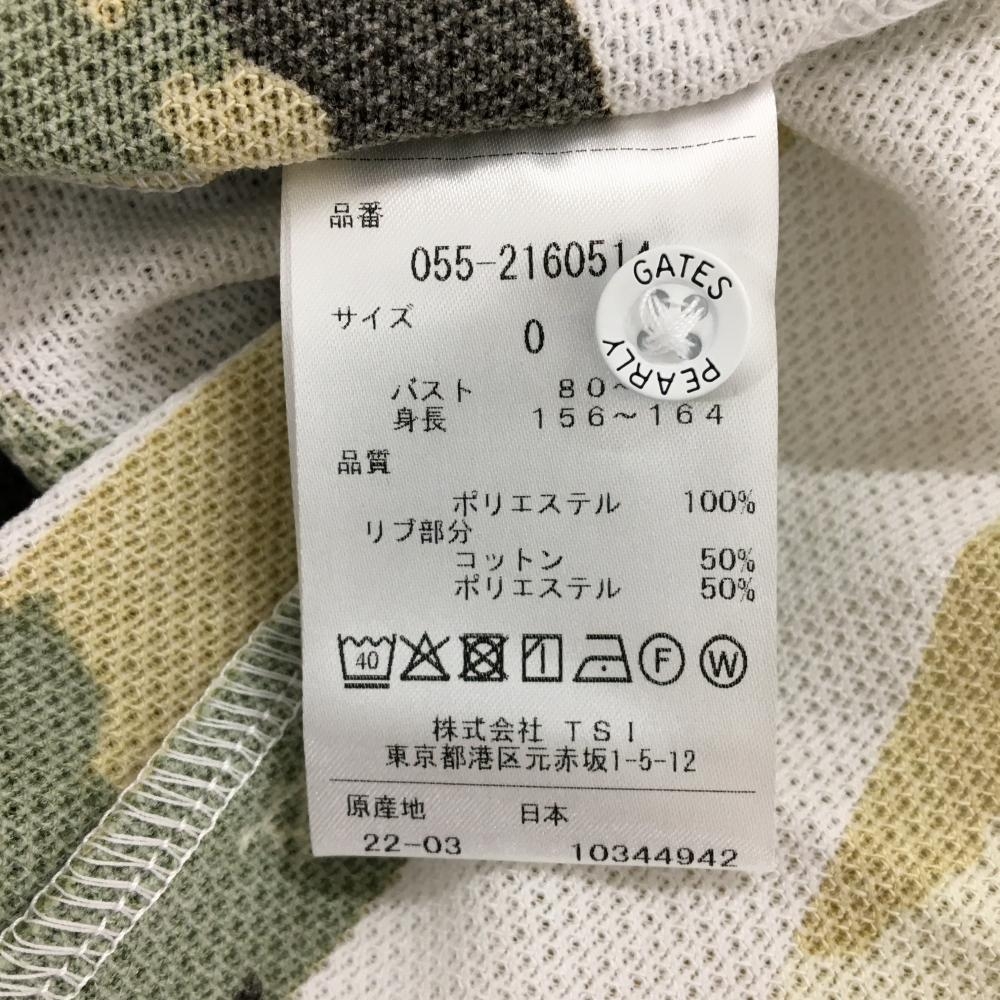 品番
055-2160514
サイズ
0
GATES
PEARLY
バスト 80~
身長 156~164
品質
ポリエステル 100%
リブ部分
コットン 50%
ポリエステル 50%
40 F W
株式会社 TSI
東京都港区元赤坂1-5-12
原産地 日本
22-03 10344942